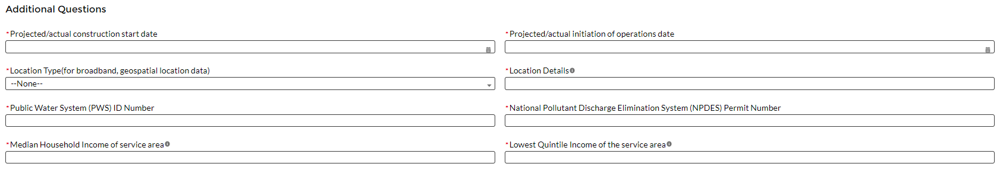 Additional Questions
*Projected/actual construction start date
*Projected/actual initiation of operations date
*Location Type(for broadband, geospatial location data)
--None--
*Location Details
*Public Water System (PWS) ID Number
*National Pollutant Discharge Elimination System (NPDES) Permit Number
*Median Household Income of service area
*Lowest Quintile Income of the service area